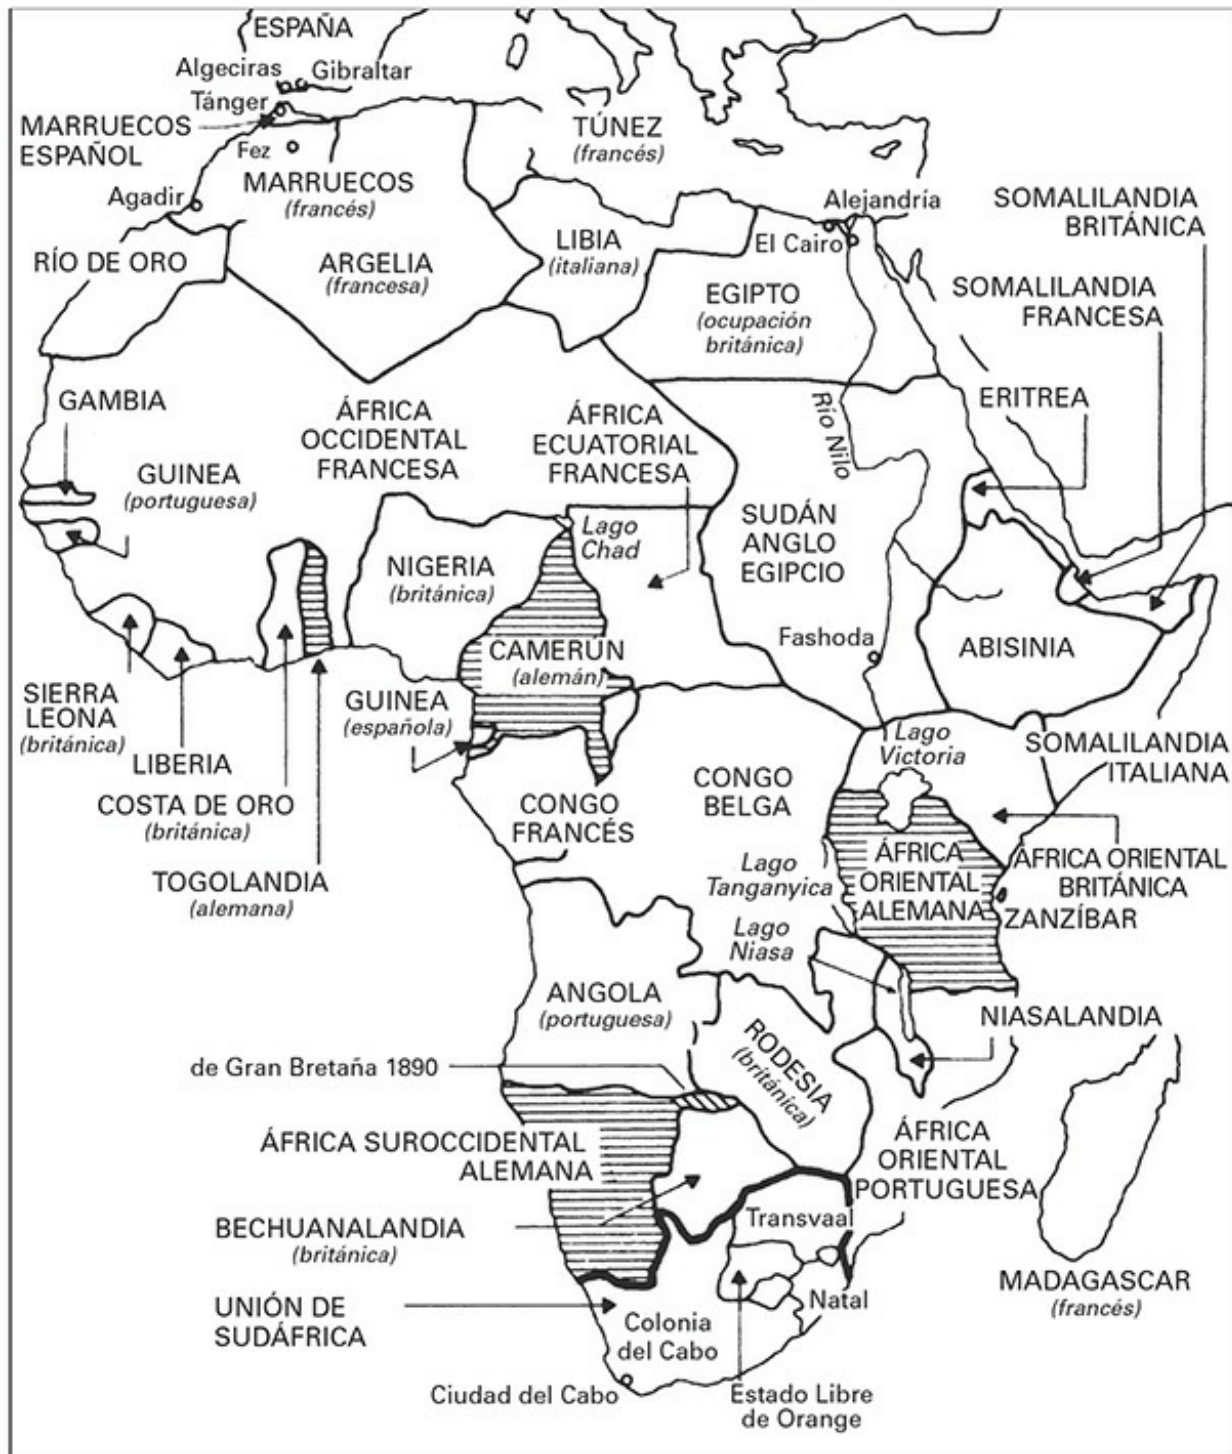 ESPAÑA
Algeciras
Gibraltar
Tánger
MARRUECOS
ESPAÑOL
Fez
TÚNEZ
(francés)
MARRUECOS
(francés)
Agadir
Alejandría
SOMALILANDIA
BRITÁNICA
El Cairo
LIBIA
(italiana)
RÍO DE ORO
ARGELIA
(francesa)
EGIPTO
(ocupación
británica)
SOMALILANDIA
FRANCESA
GAMBIA
ÁFRICA
OCCIDENTAL
FRANCESA
ÁFRICA
ECUATORIAL
FRANCESA
Río Nilo
ERITREA
GUINEA
(portuguesa)
Lago
Chad
SUDÁN
ANGLO
EGIPCIO
NIGERIA
(británica)
Fashoda
ABISINIA
CAMERÚN
(alemán)
SIERRA
LEONA
(británica)
GUINEA
(española)
LIBERIA
Lago
Victoria
SOMALILANDIA
ITALIANA
COSTA DE ORO
(británica)
CONGO
FRANCÉS
CONGO
BELGA
TOGOLANDIA
(alemana)
Lago
Tanganyica
ÁFRICA
ORIENTAL
ALEMANA
ÁFRICA ORIENTAL
BRITÁNICA
ZANZÍBAR
Lago
Niasa
ANGOLA
(portuguesa)
NIASALANDIA
RODESIA
(británica)
de Gran Bretaña 1890
ÁFRICA SUROCCIDENTAL
ALEMANA
ÁFRICA
ORIENTAL
PORTUGUESA
BECHUANALANDIA
(británica)
Transvaal
MADAGASCAR
(francés)
UNIÓN DE
SUDÁFRICA
Natal
Colonia
del Cabo
Ciudad del Cabo
Estado Libre
de Orange